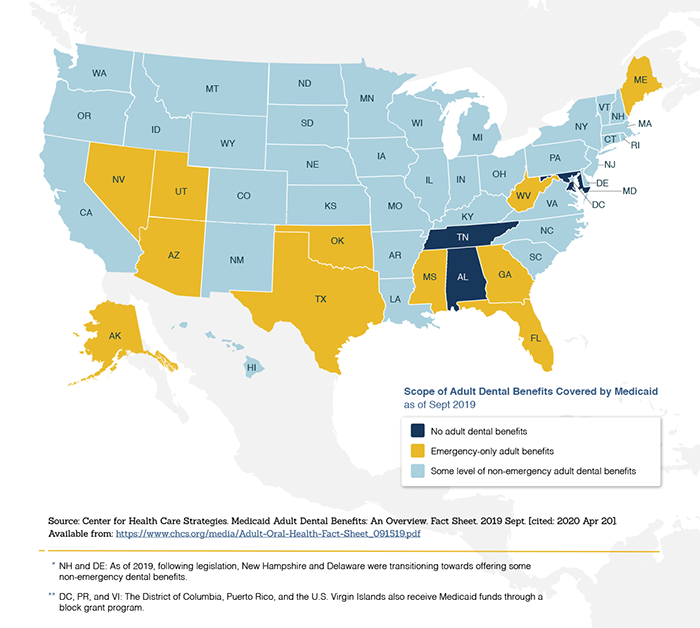 WA
MT
ND
MN
ME
OR
ID
SD
WI
VT
NH
MA
WY
MI
NY
CT
RI
NE
IA
PA
NJ
NV
UT
CO
IL
IN
OH
DE
MD
WV
VA
DC
CA
KS
MO
KY
NC
AZ
NM
OK
AR
TN
SC
MS
AL
GA
TX
LA
AK
FL
HI
Scope of Adult Dental Benefits Covered by Medicaid
as of Sept 2019
No adult dental benefits
Emergency-only adult benefits
Some level of non-emergency adult dental benefits
Source: Center for Health Care Strategies. Medicaid Adult Dental Benefits: An Overview. Fact Sheet. 2019 Sept. [cited: 2020 Apr 20].
Available from: https://www.chcs.org/media/Adult-Oral-Health-Fact-Sheet_091519.pdf
* NH and DE: As of 2019, following legislation, New Hampshire and Delaware were transitioning towards offering some
non-emergency dental benefits.
** DC, PR, and VI: The District of Columbia, Puerto Rico, and the U.S. Virgin Islands also receive Medicaid funds through a
block grant program.